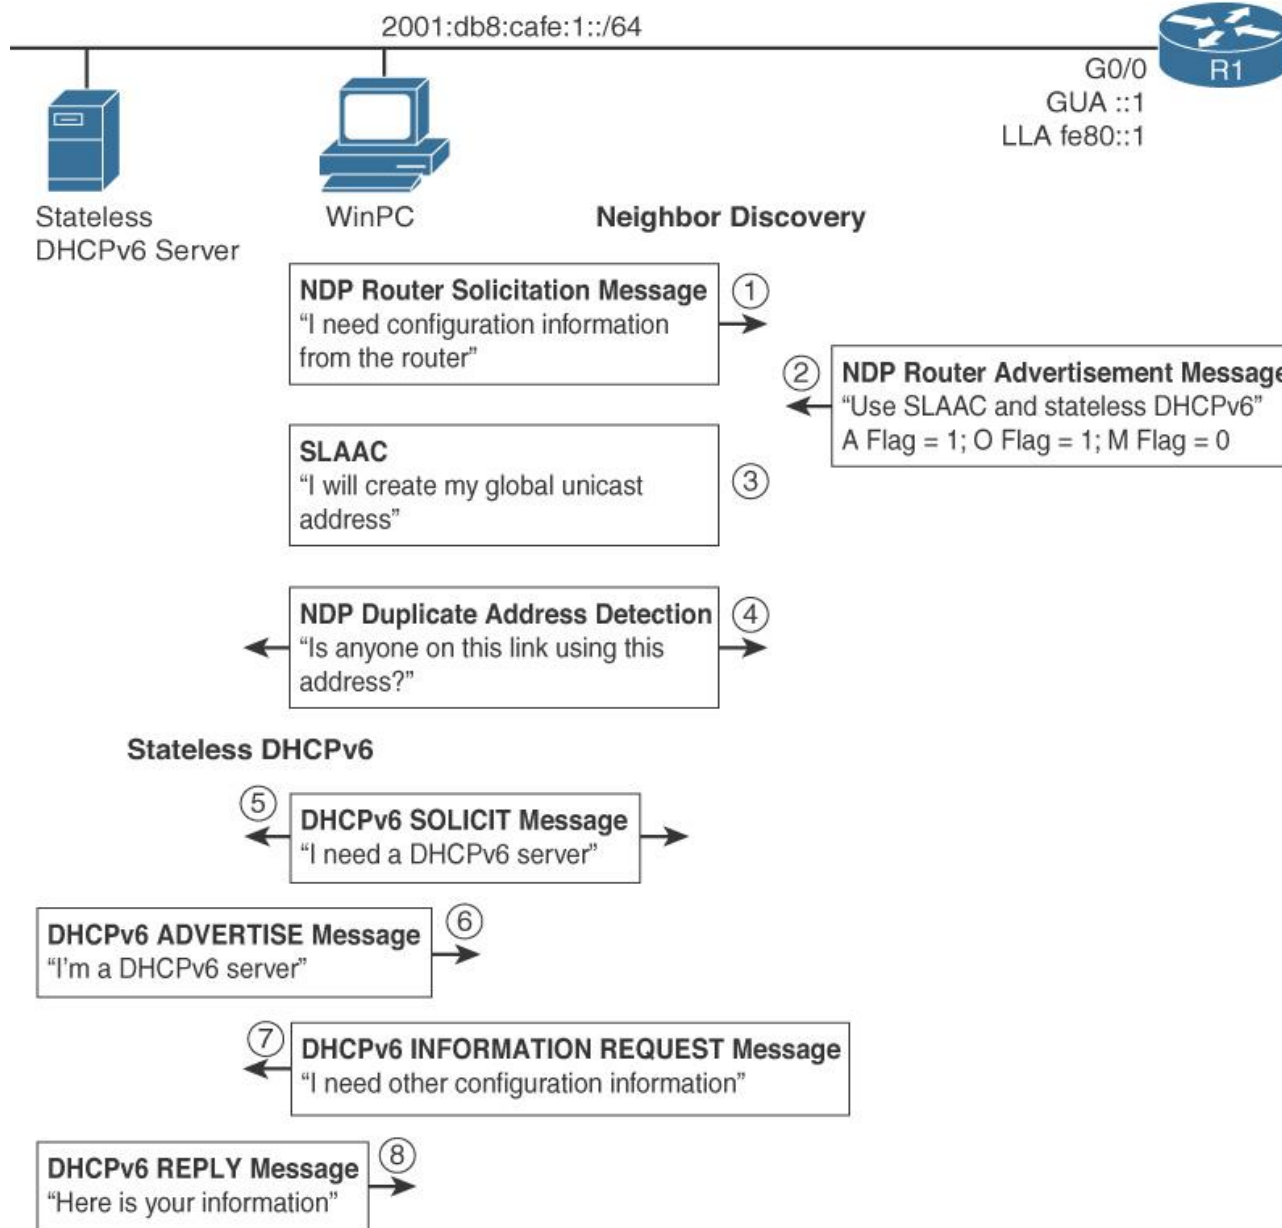 2001:db8:cafe:1::/64
R1
G0/0
GUA ::1
LLA fe80::1
Stateless
DHCPv6 Server
WinPC
Neighbor Discovery
NDP Router Solicitation Message
①
“I need configuration information
from the router”
②
NDP Router Advertisement Message
“Use SLAAC and stateless DHCPv6”
A Flag = 1; O Flag = 1; M Flag = 0
SLAAC
“I will create my global unicast
address”
③
NDP Duplicate Address Detection
④
“Is anyone on this link using this
address?”
Stateless DHCPv6
⑤
DHCPv6 SOLICIT Message
“I need a DHCPv6 server”
DHCPv6 ADVERTISE Message
⑥
“I’m a DHCPv6 server”
⑦
DHCPv6 INFORMATION REQUEST Message
“I need other configuration information”
DHCPv6 REPLY Message
⑧
“Here is your information”